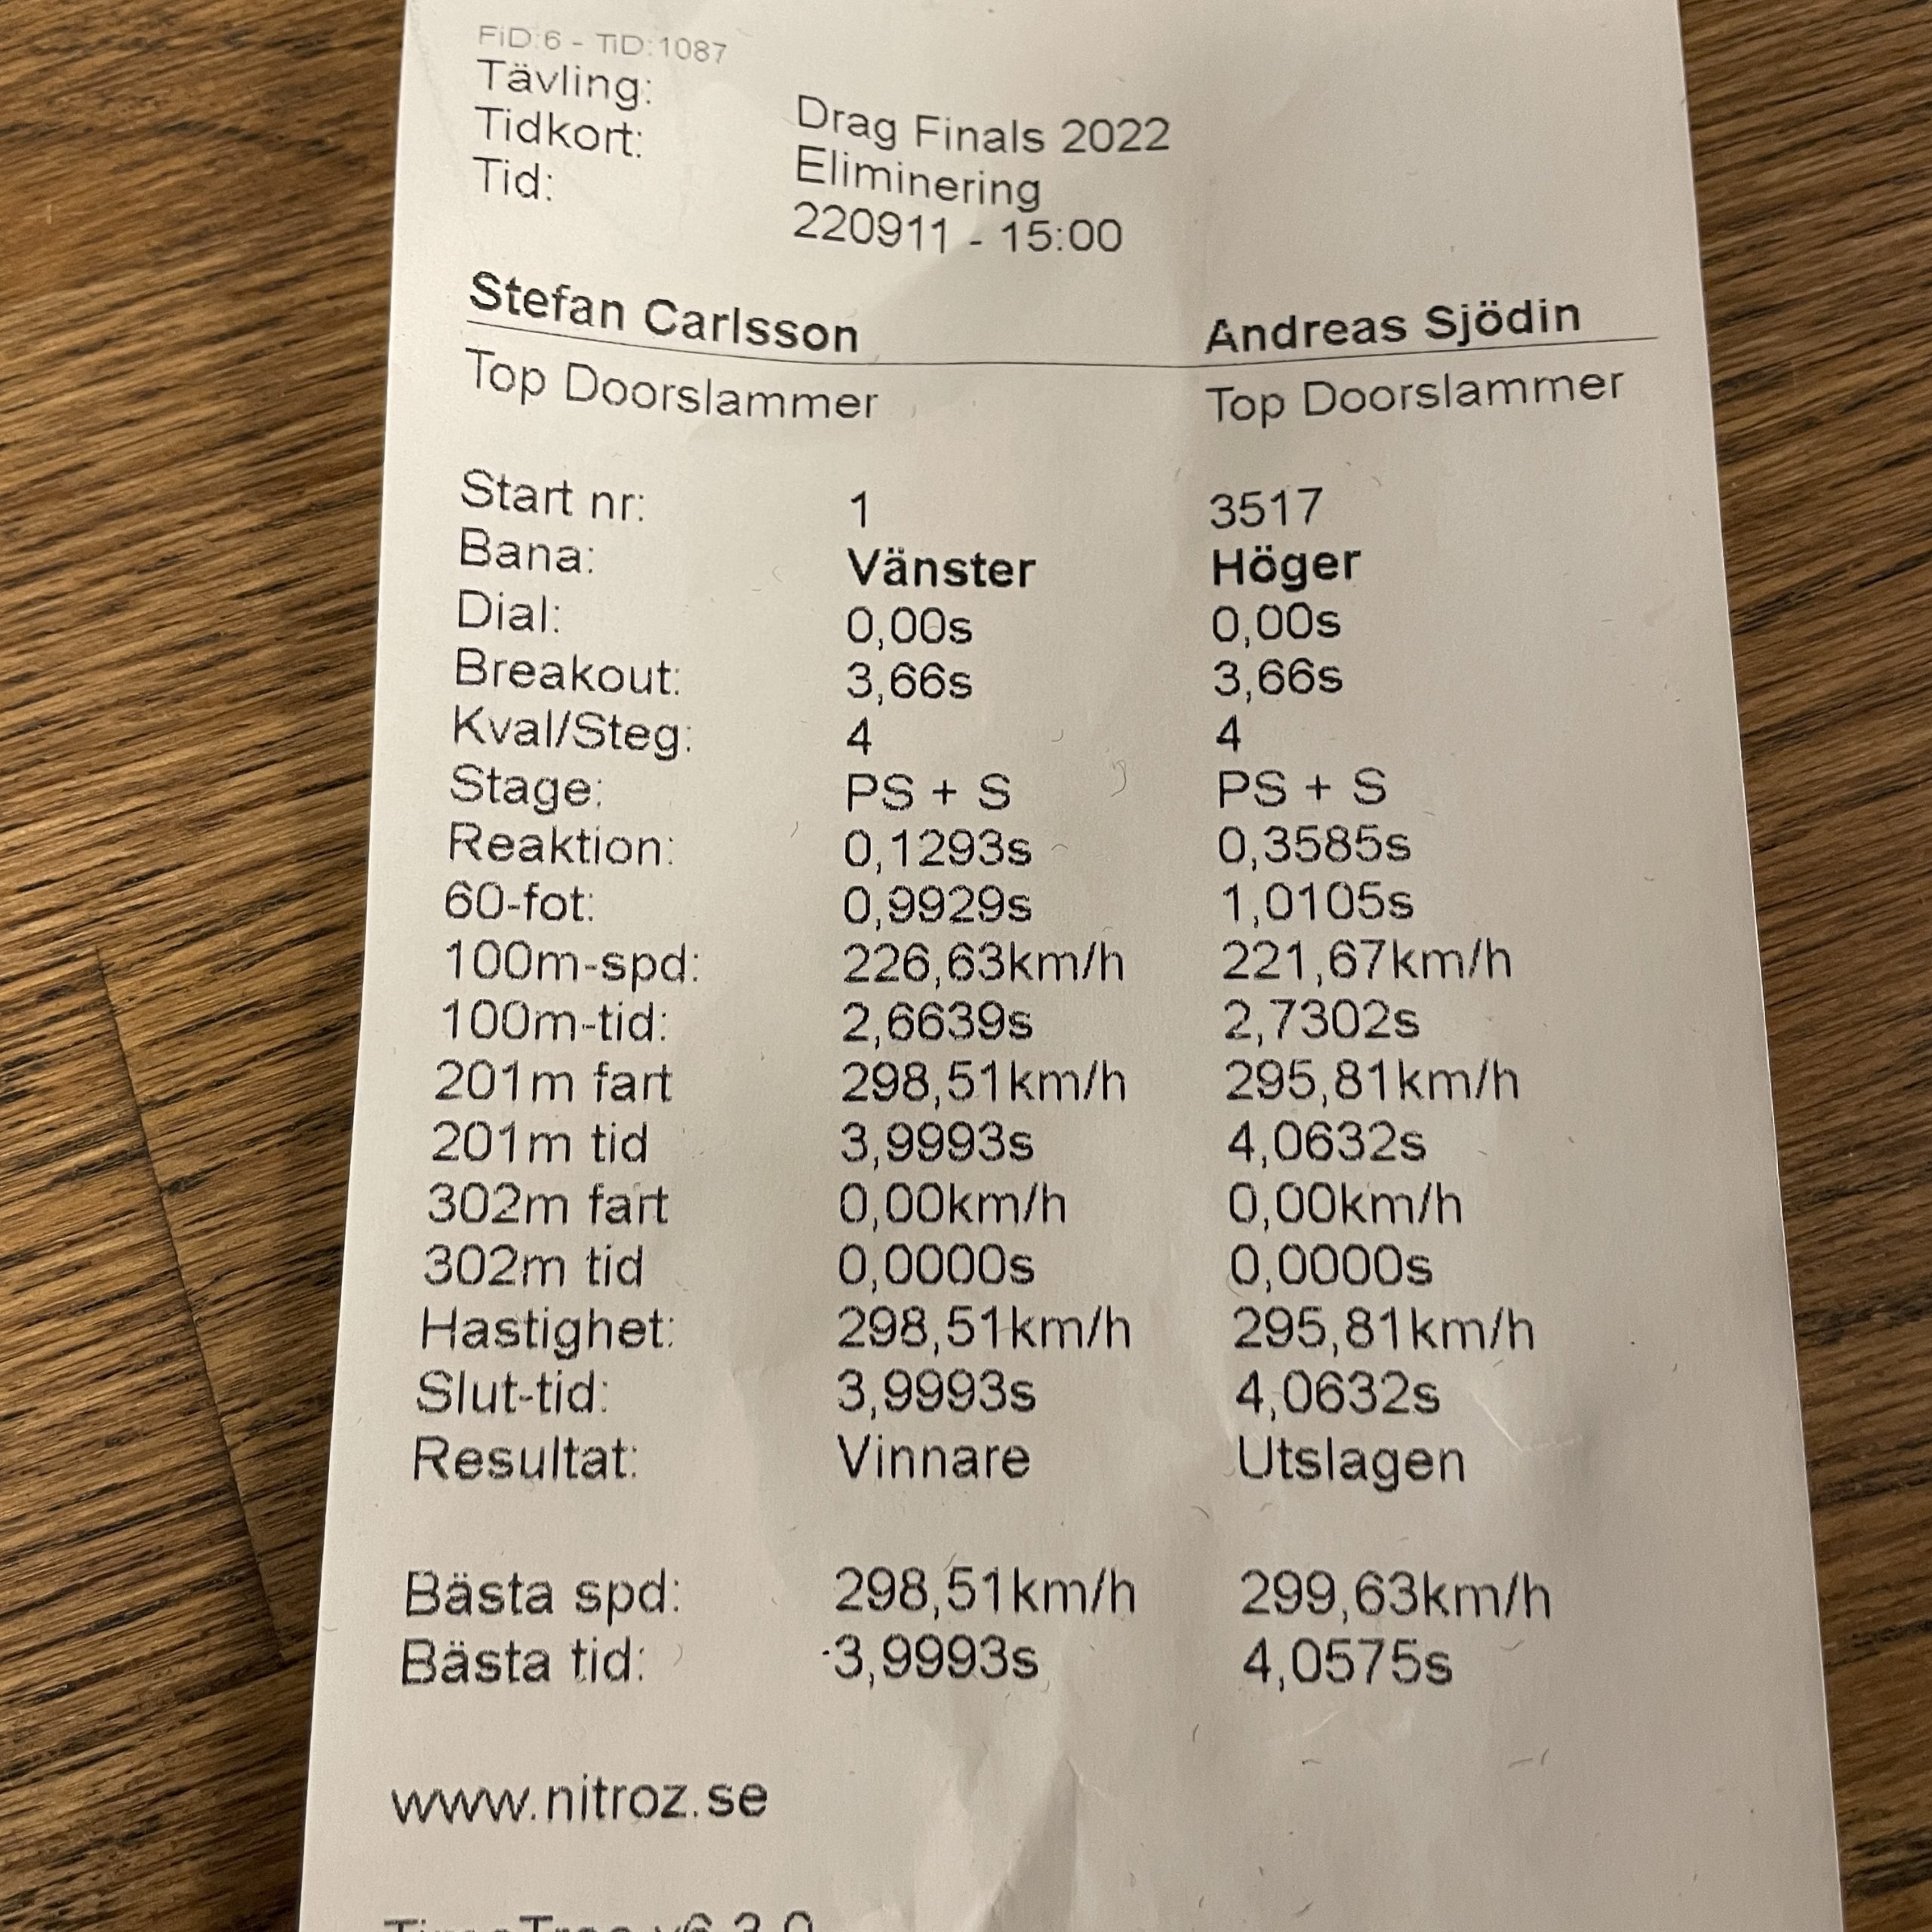 FiD:6 - TiD:1087
Tävling: Drag Finals 2022
Tidkort: Eliminering
Tid: 220911 - 15:00
Stefan Carlsson Andreas Sjödin
Top Doorslammer Top Doorslammer
Start nr: 1 3517
Bana: Vänster Höger
Dial: 0,00s 0,00s
Breakout: 3,66s 3,66s
Kval/Steg: 4 4
Stage: PS + S PS + S
Reaktion: 0,1293s 0,3585s
60-fot: 0,9929s 1,0105s
100m-spd: 226,63km/h 221,67km/h
100m-tid: 2,6639s 2,7302s
201m fart 298,51km/h 295,81km/h
201m tid 3,9993s 4,0632s
302m fart 0,00km/h 0,00km/h
302m tid 0,0000s 0,0000s
Hastighet: 298,51km/h 295,81km/h
Slut-tid: 3,9993s 4,0632s
Resultat: Vinnare Utslagen
Bästa spd: 298,51km/h 299,63km/h
Bästa tid: 3,9993s 4,0575s
www.nitroz.se